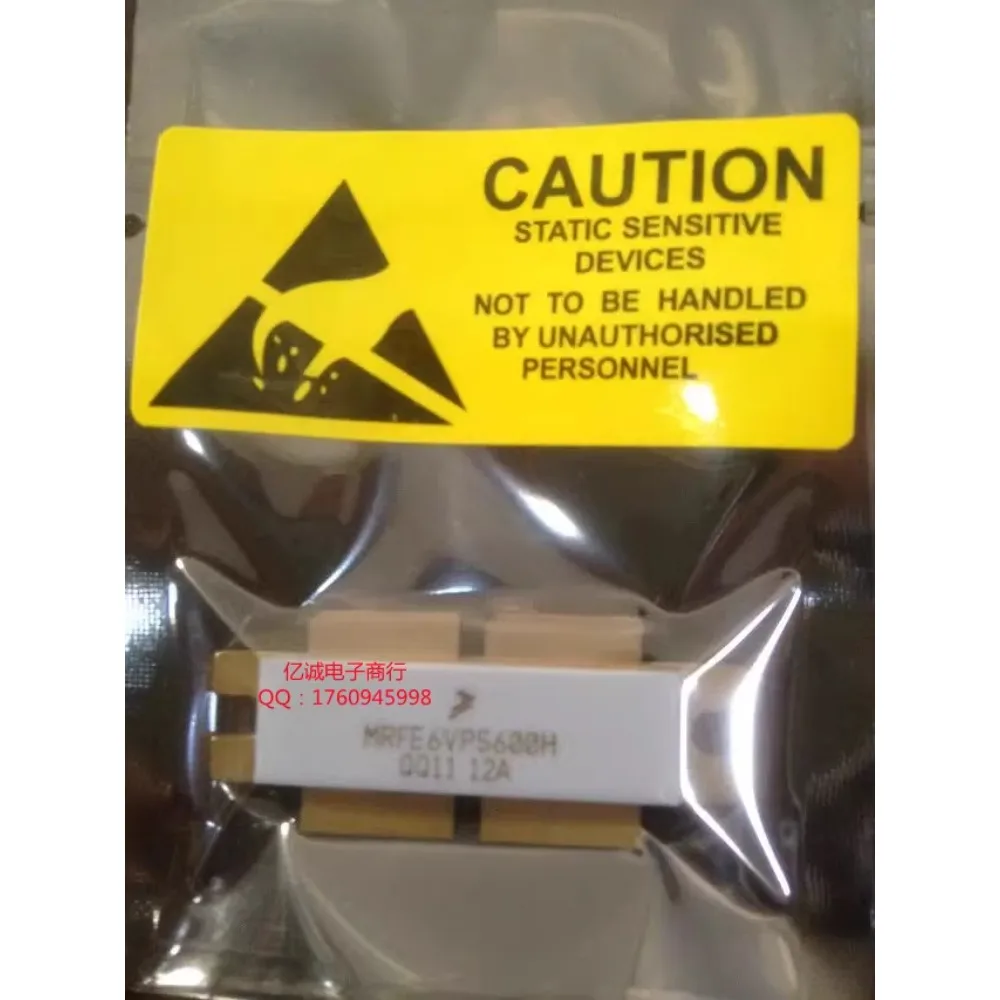 CAUTION
STATIC SENSITIVE
DEVICES
NOT TO BE HANDLED
BY UNAUTHORISED
PERSONNEL
亿诚电子商行
QQ：1760945998
MRFE6VP5600H
QQ11 12A